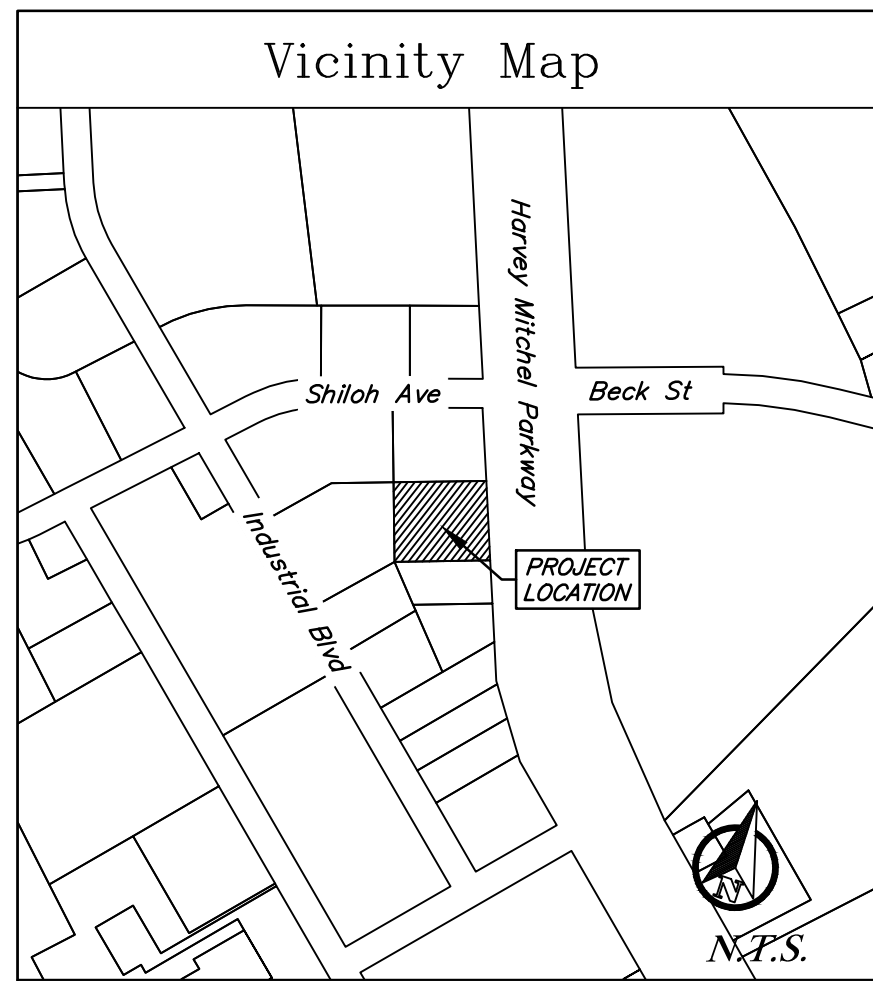 Vicinity Map
Harvey Mitchel Parkway
Shiloh Ave
Beck St
Industrial Blvd
PROJECT
LOCATION
N
N.T.S.